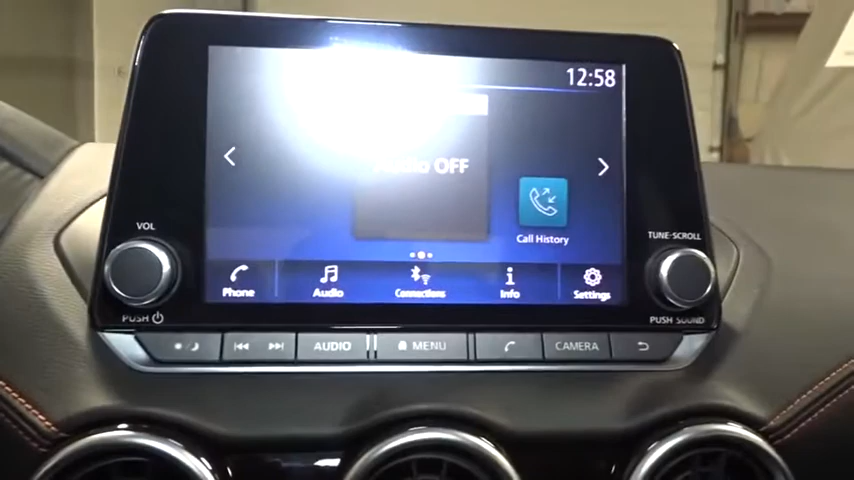 12:58
OFF
Call History
VOL
TUNE·SCROLL
Phone
Audio
Connections
Info
Settings
PUSH
PUSH SOUND
AUDIO
MENU
CAMERA